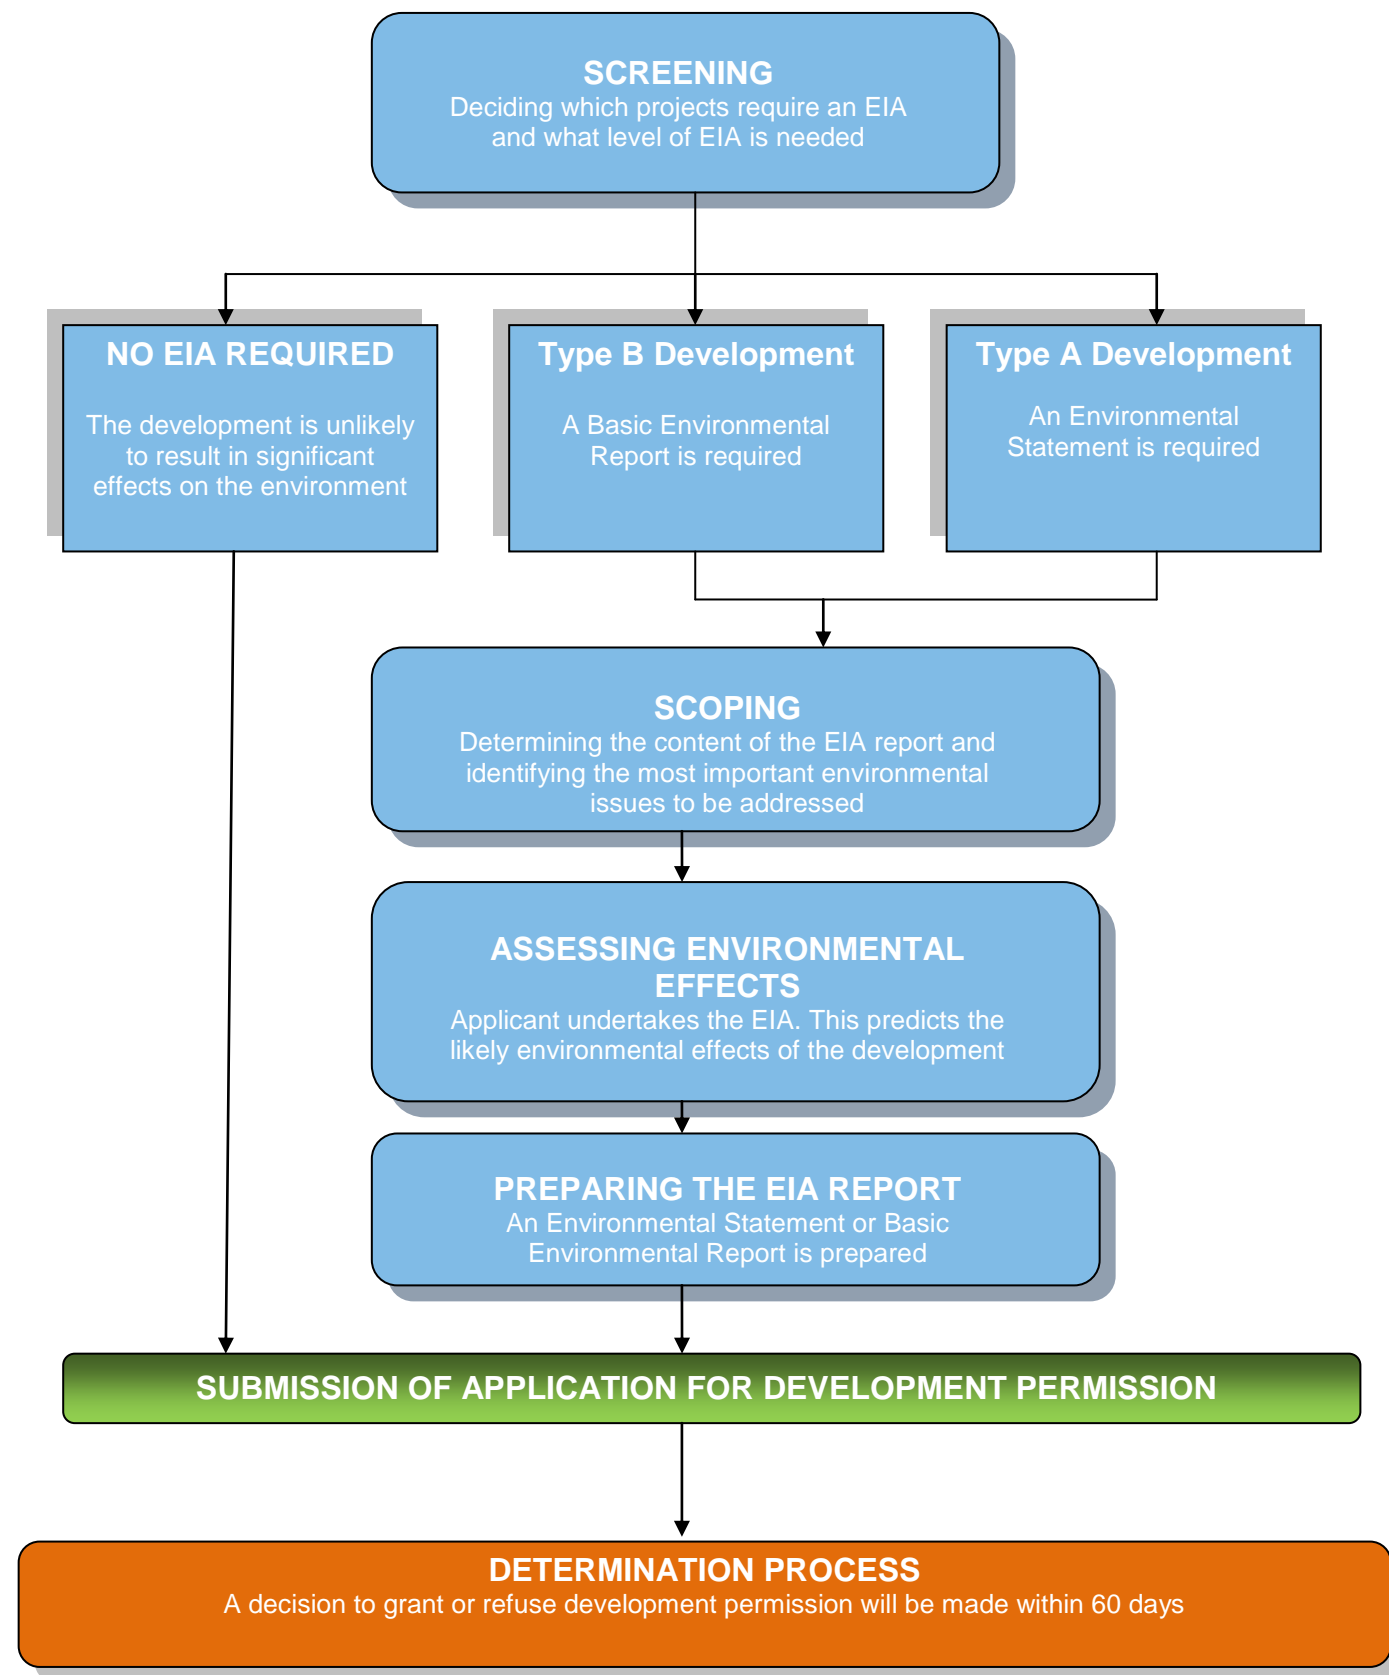 SCREENING
Deciding which projects require an EIA
and what level of EIA is needed
NO EIA REQUIRED
The development is unlikely
to result in significant
effects on the environment
Type B Development
A Basic Environmental
Report is required
Type A Development
An Environmental
Statement is required
SCOPING
Determining the content of the EIA report and
identifying the most important environmental
issues to be addressed
ASSESSING ENVIRONMENTAL
EFFECTS
Applicant undertakes the EIA. This predicts the
likely environmental effects of the development
PREPARING THE EIA REPORT
An Environmental Statement or Basic
Environmental Report is prepared
SUBMISSION OF APPLICATION FOR DEVELOPMENT PERMISSION
DETERMINATION PROCESS
A decision to grant or refuse development permission will be made within 60 days